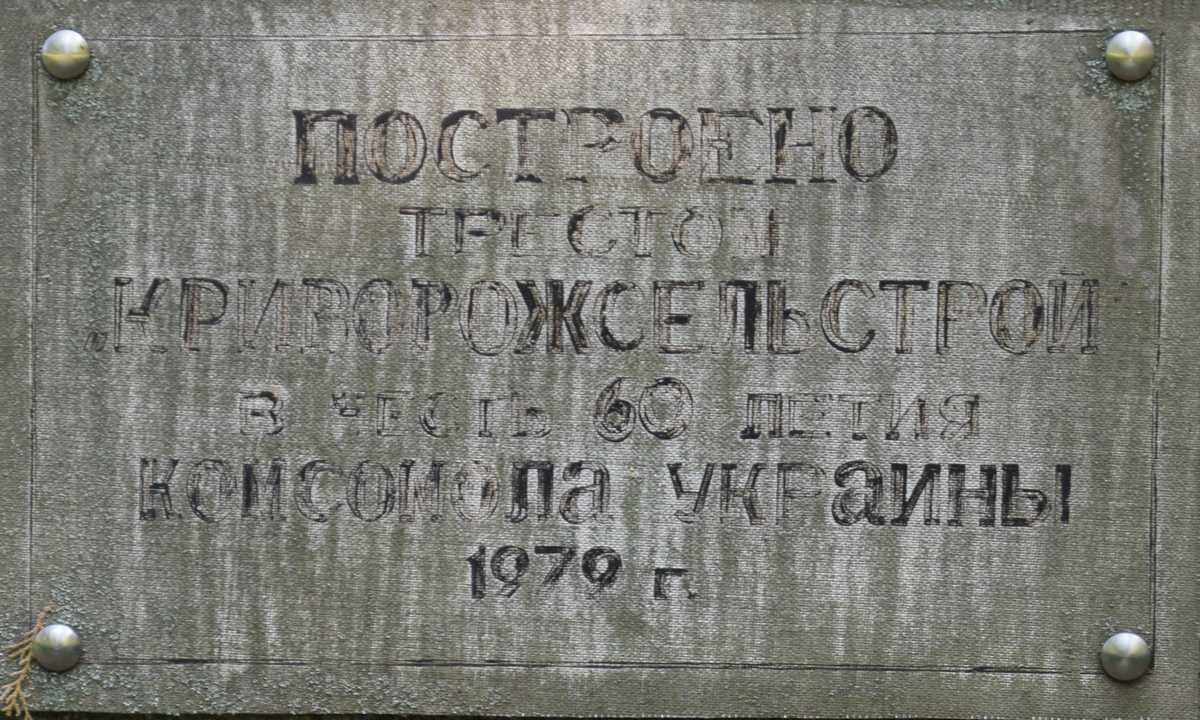 ПОСТРОЕНО
ТРЕСТОМ
„КРИВОРОЖСЕЛЬСТРОЙ"
В ЧЕСТЬ 60 ЛЕТИЯ
КОМСОМОЛА УКРАИНЫ
1979 г.